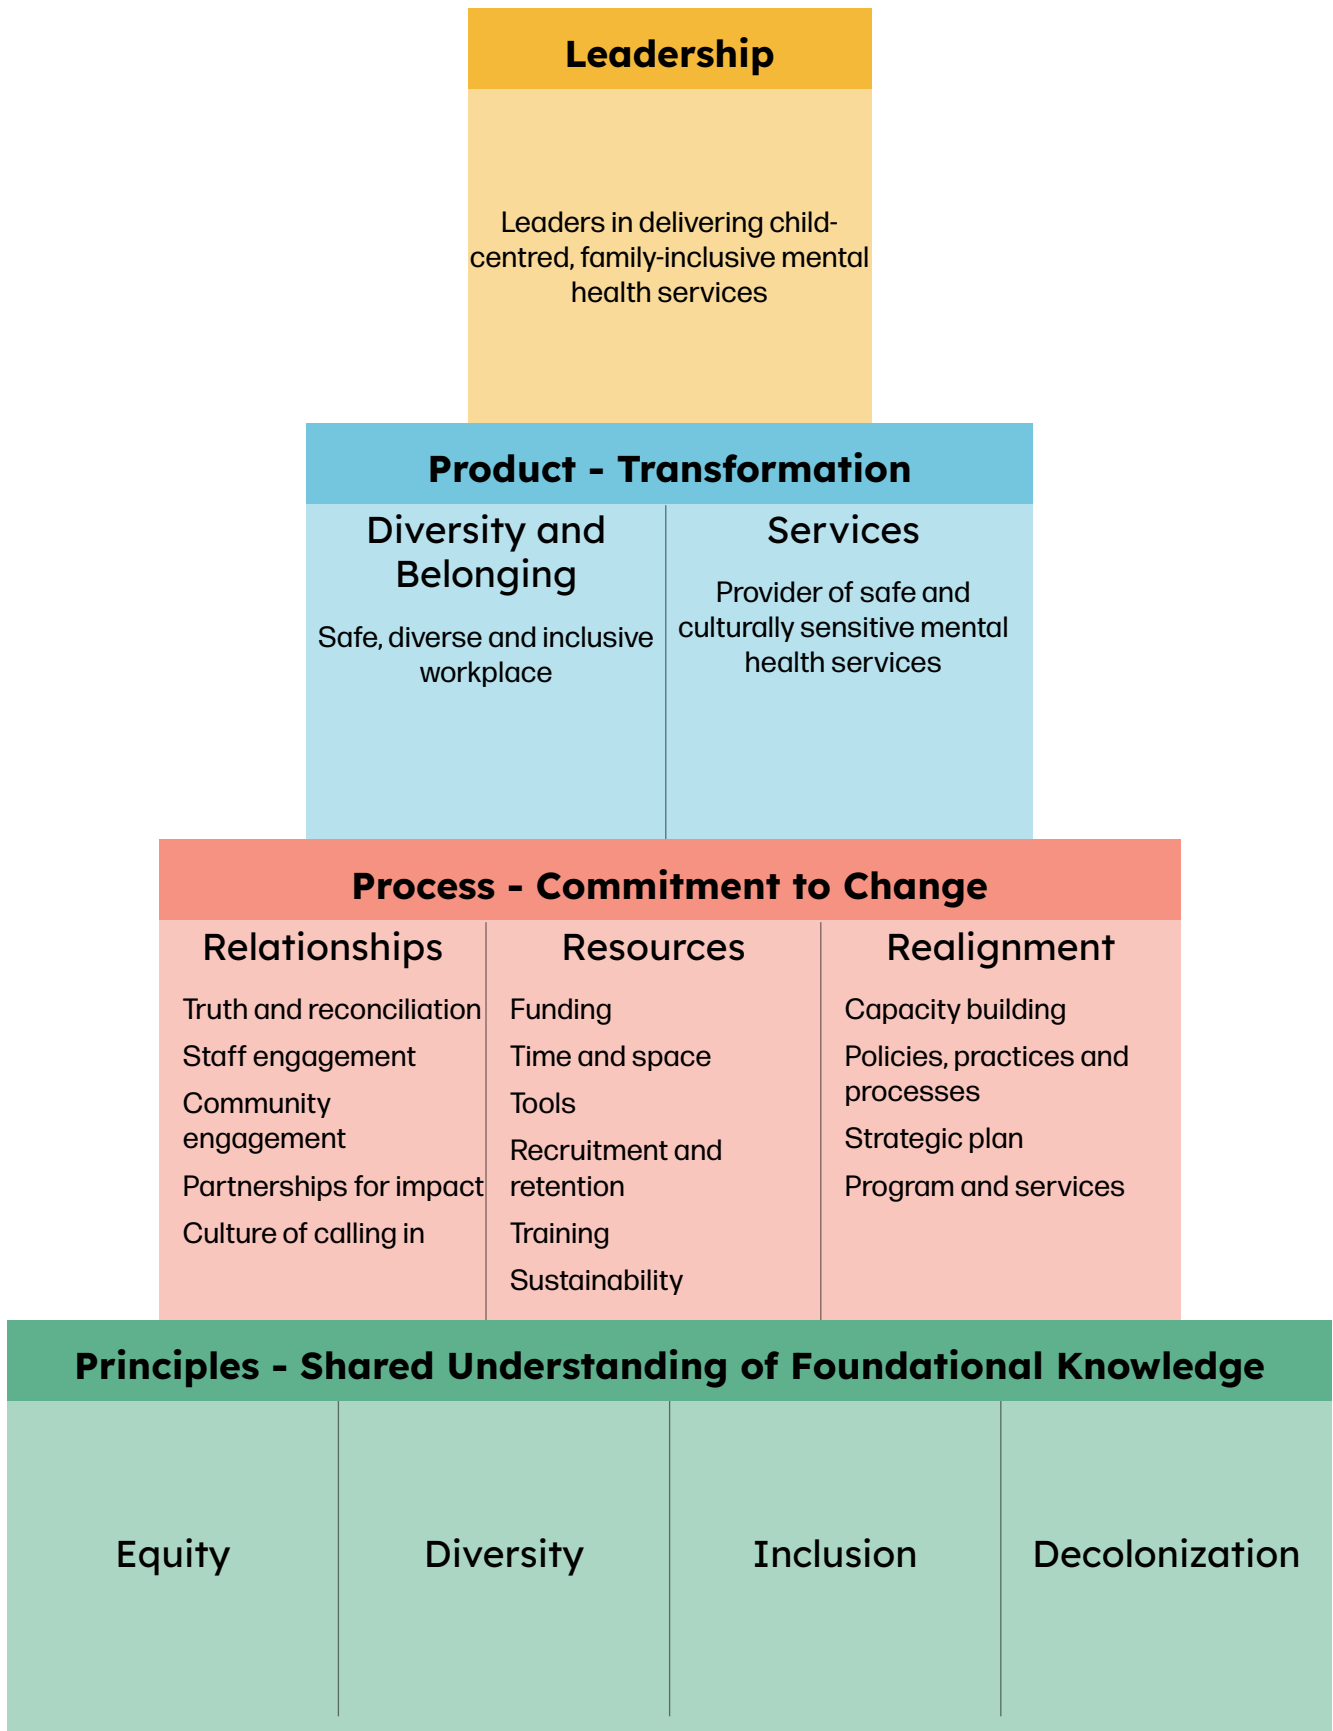 Leadership
Leaders in delivering child-
centred, family-inclusive mental
health services
Product - Transformation
Diversity and
Belonging
Safe, diverse and inclusive
workplace
Services
Provider of safe and
culturally sensitive mental
health services
Process - Commitment to Change
Relationships
Truth and reconciliation
Staff engagement
Community
engagement
Partnerships for impact
Culture of calling in
Resources
Funding
Time and space
Tools
Recruitment and
retention
Training
Sustainability
Realignment
Capacity building
Policies, practices and
processes
Strategic plan
Program and services
Principles - Shared Understanding of Foundational Knowledge
Equity
Diversity
Inclusion
Decolonization